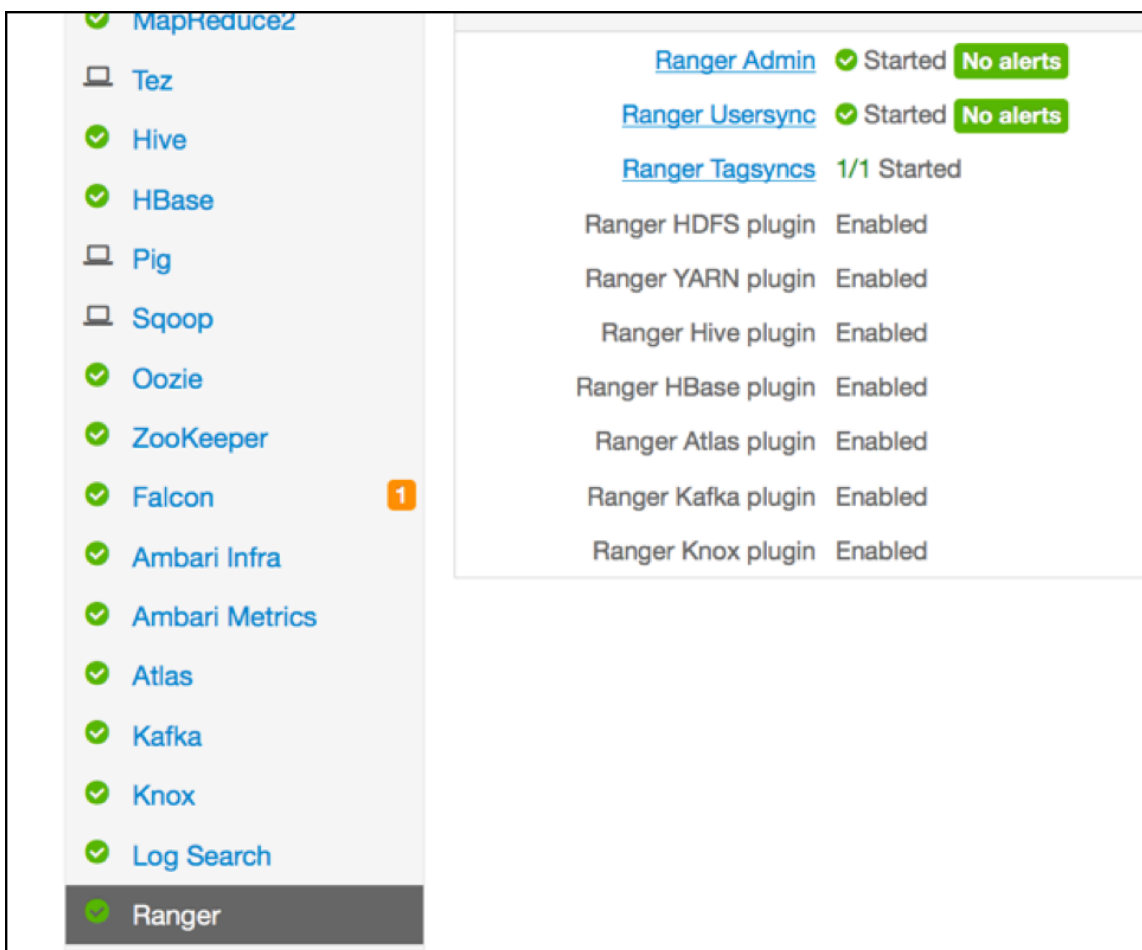 MapReduce2
Tez
Hive
HBase
Pig
Sqoop
Oozie
ZooKeeper
Falcon 1
Ambari Infra
Ambari Metrics
Atlas
Kafka
Knox
Log Search
Ranger
Ranger Admin Started No alerts
Ranger Usersync Started No alerts
Ranger Tagsyncs 1/1 Started
Ranger HDFS plugin Enabled
Ranger YARN plugin Enabled
Ranger Hive plugin Enabled
Ranger HBase plugin Enabled
Ranger Atlas plugin Enabled
Ranger Kafka plugin Enabled
Ranger Knox plugin Enabled